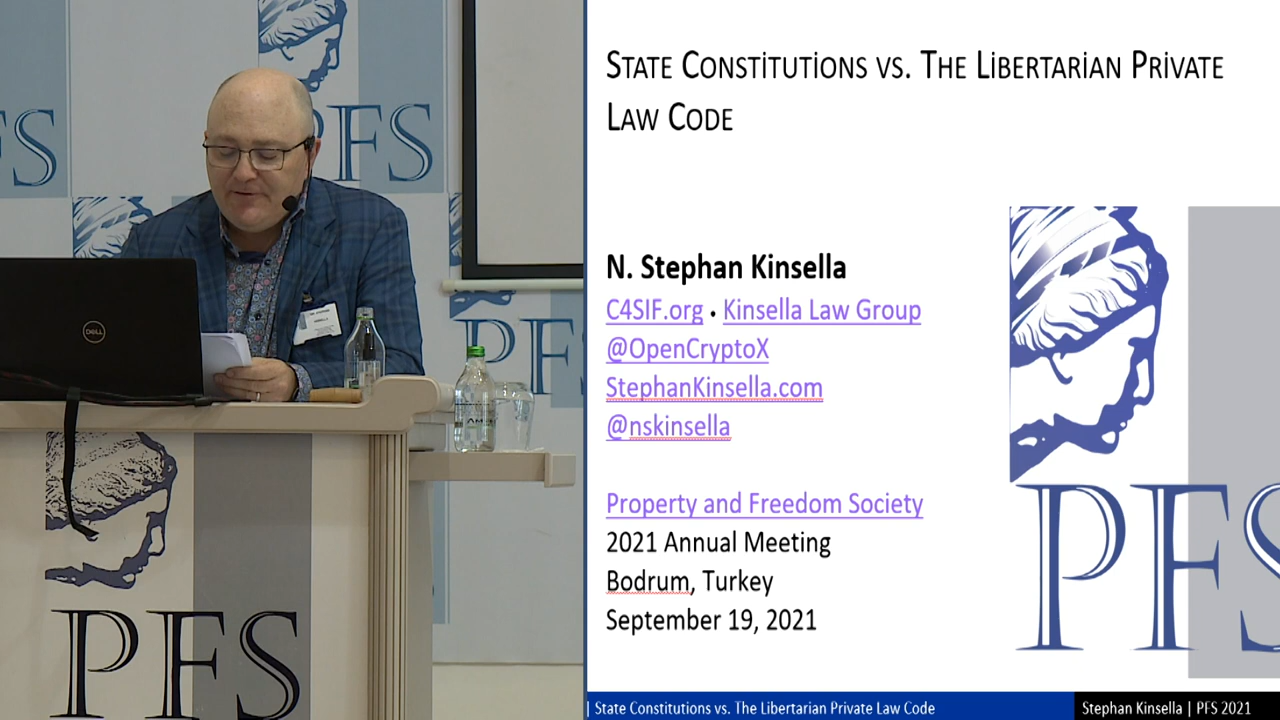 PFS
FS
DELL
PFS
PFS
STATE CONSTITUTIONS VS. THE LIBERTARIAN PRIVATE
LAW CODE
N. Stephan Kinsella
C4SIF.org • Kinsella Law Group
@OpenCryptoX
StephanKinsella.com
@nskinsella
Property and Freedom Society
2021 Annual Meeting
Bodrum, Turkey
September 19, 2021
PFS
| State Constitutions vs. The Libertarian Private Law Code
Stephan Kinsella | PFS 2021